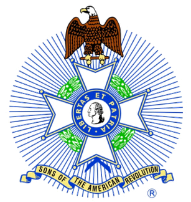 LIBERTAS ET PATRIA
SONS OF THE AMERICAN REVOLUTION
®